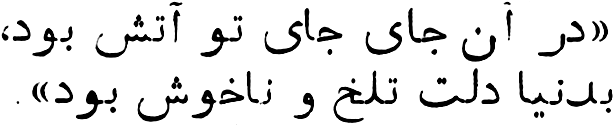 «در آن جای جای تو آتش بود،
بدنیا دلت تلخ و ناخوش بود».